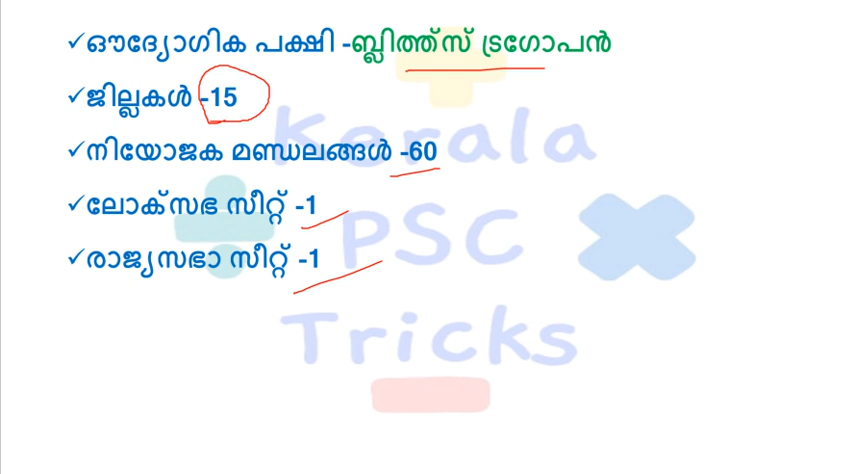 ✓ഔദ്യോഗിക പക്ഷി -ബ്ലിത്ത്സ് ട്രഗോപൻ
✓ജില്ലകൾ -15
✓നിയോജക മണ്ഡലങ്ങൾ -60
✓ലോക്സഭ സീറ്റ് -1
✓രാജ്യസഭാ സീറ്റ് -1
Kerala
PSC
Tricks